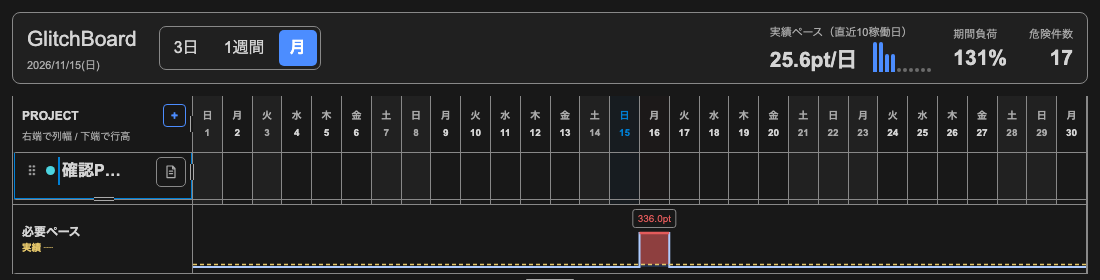 GlitchBoard
2026/11/15(日)
3日 1週間 月
実績ペース（直近10稼働日）
25.6pt/日
期間負荷
131%
危険件数
17
PROJECT
+
右端で列幅 / 下端で行高
日 月 火 水 木 金 土 日 月 火 水 木 金 土 日 月 火 水 木 金 土 日 月 火 水 木 金 土 日 月
1 2 3 4 5 6 7 8 9 10 11 12 13 14 15 16 17 18 19 20 21 22 23 24 25 26 27 28 29 30
確認P...
336.0pt
必要ペース
実績